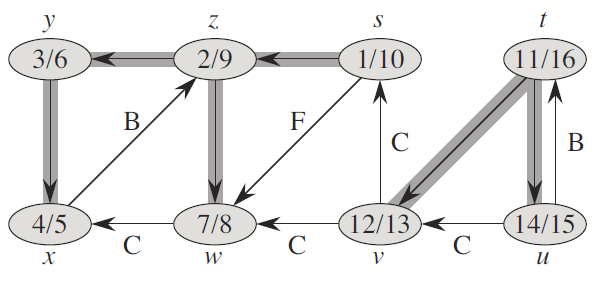 y z s t
3/6 2/9 1/10 11/16
B F C B
4/5 7/8 12/13 14/15
C C C
x w v u